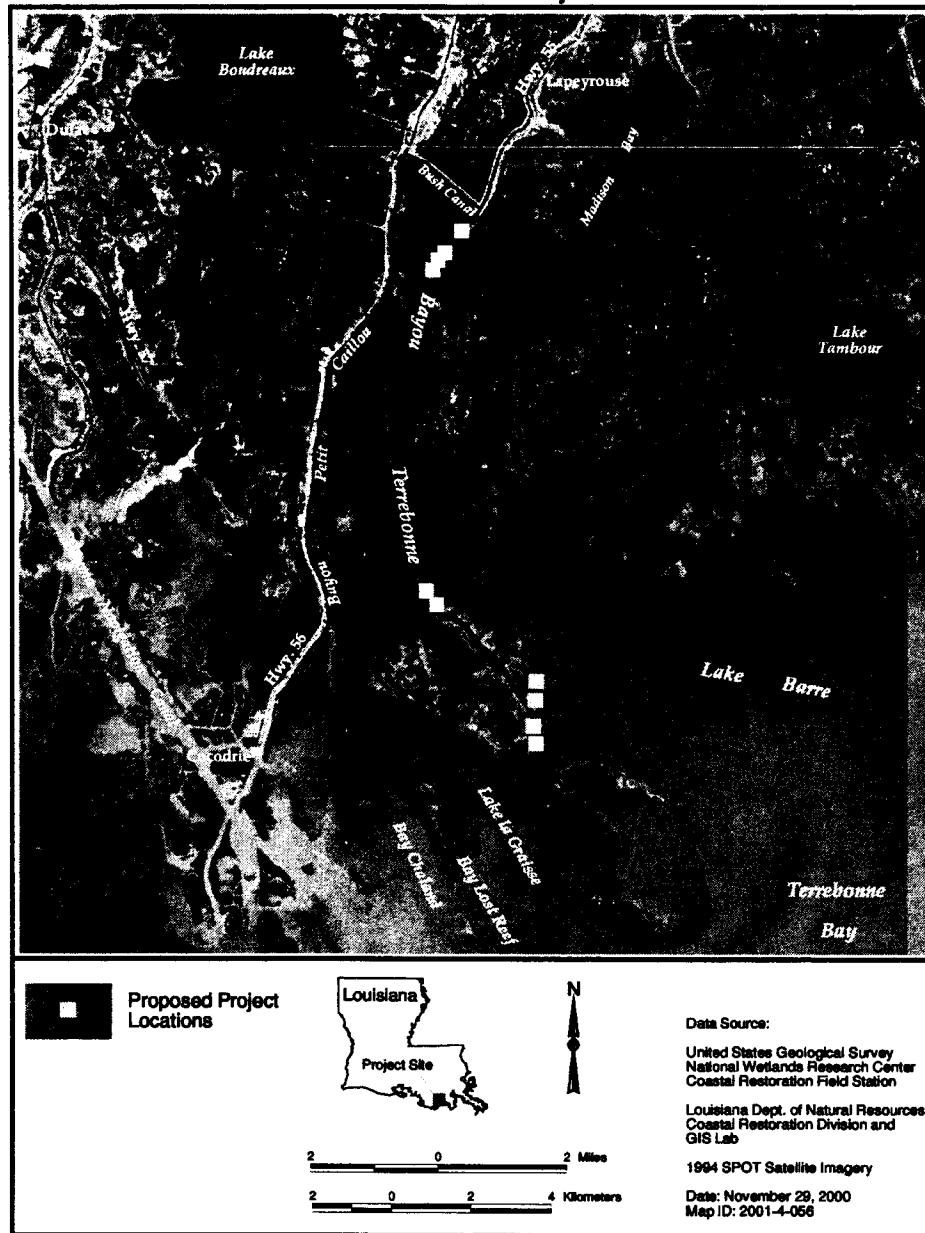 Lake
Boudreaux
Hwy. 56
Lapeyrouse
Bush Canal
Madison Bay
Bayou
Lake
Tambour
Hwy.
Caillou
Petit
Bayou
Terrebonne
Hwy. 56
Lake Barre
Cocodrie
Lake La Graisse
Bay Chaland
Bay Lost Reef
Terrebonne
Bay
Proposed Project
Locations
Louisiana
Project Site
N
2 0 2 Miles
2 0 2 4 Kilometers
Data Source:
United States Geological Survey
National Wetlands Research Center
Coastal Restoration Field Station
Louisiana Dept. of Natural Resources
Coastal Restoration Division and
GIS Lab
1994 SPOT Satellite Imagery
Date: November 29, 2000
Map ID: 2001-4-056